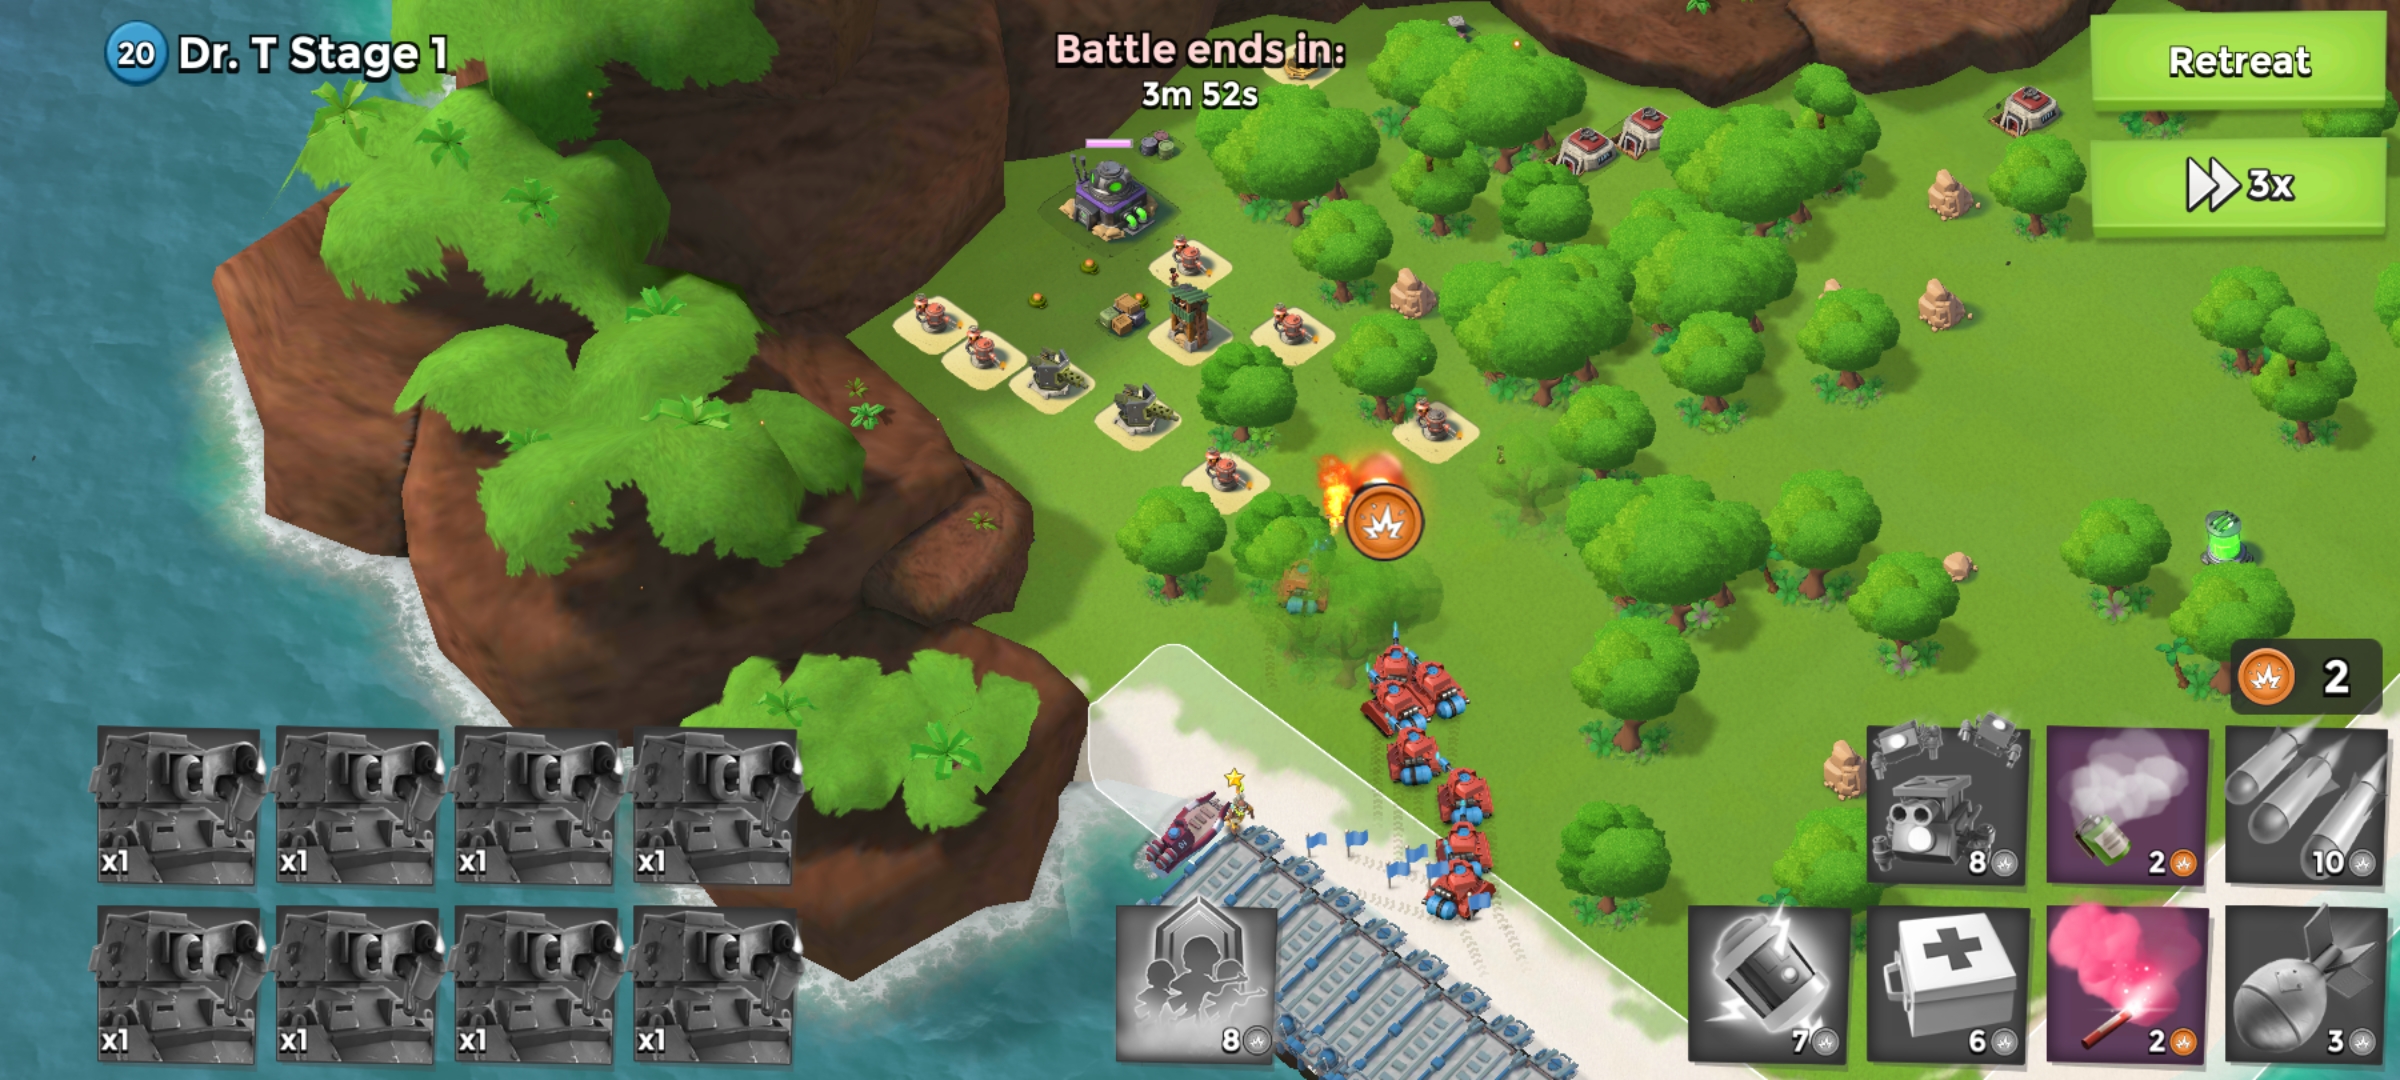 20 Dr. T Stage 1
Battle ends in:
3m 52s
Retreat
3x
2
x1 x1 x1 x1
8 2 10
x1 x1 x1 x1
8 7 6 2 3